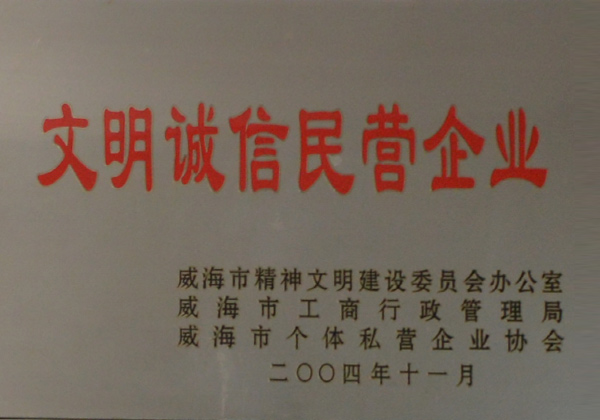 文明诚信民营企业
威海市精神文明建设委员会办公室
威海市工商行政管理局
威海市个体私营企业协会
二〇〇四年十一月